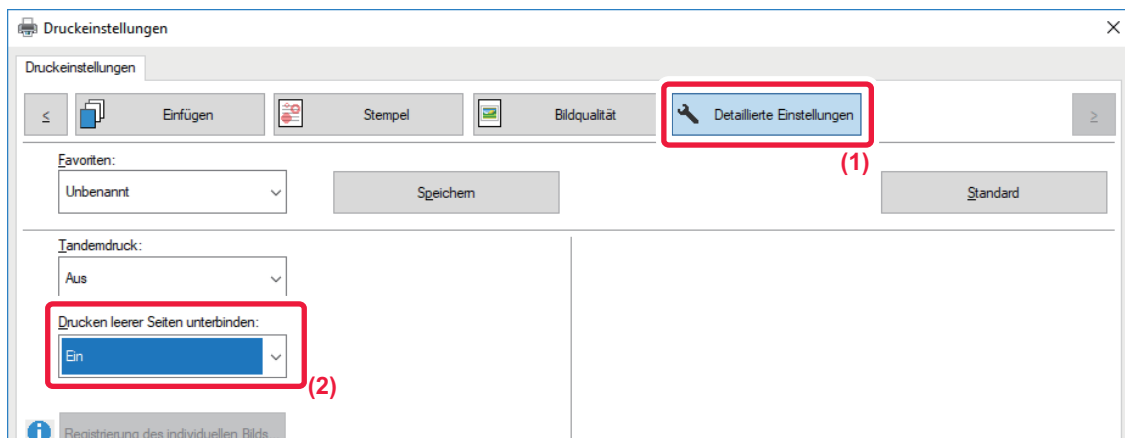 Druckeinstellungen
Druckeinstellungen
< Einfügen Stempel Bildqualität Detaillierte Einstellungen >
(1)
Favoriten:
Unbenannt Speichern Standard
Tandemdruck:
Aus
Drucken leerer Seiten unterbinden:
Ein
(2)
Registrierung des individuellen Bilds